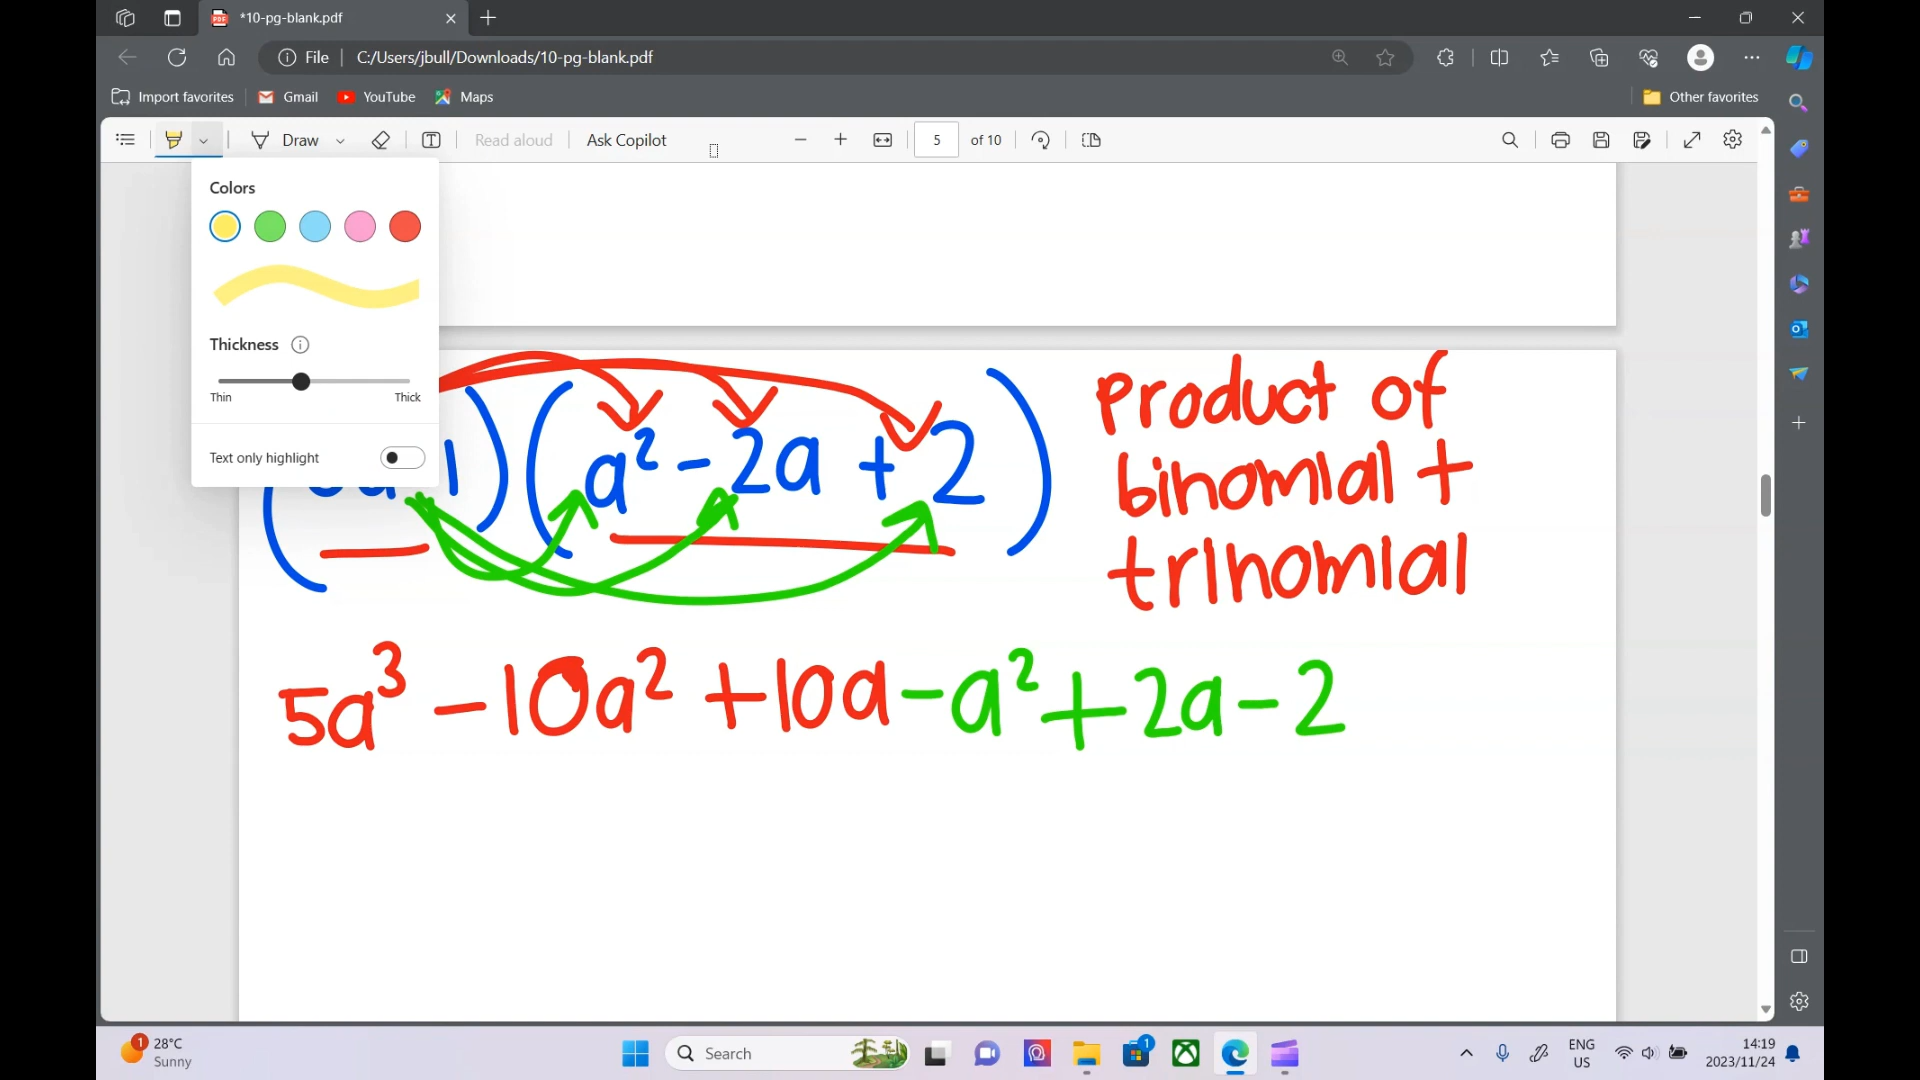 *10-pg-blank.pdf
File C:/Users/jbull/Downloads/10-pg-blank.pdf
Import favorites Gmail YouTube Maps Other favorites
Draw Read aloud Ask Copilot 5 of 10
Colors
Thickness
Thin Thick
Text only highlight
1)(a² - 2a + 2)
product of
binomial +
trinomial
5a³ - 10a² + 10a - a² + 2a - 2
1 28°C
Sunny
Search
1
ENG
US
14:19
2023/11/24